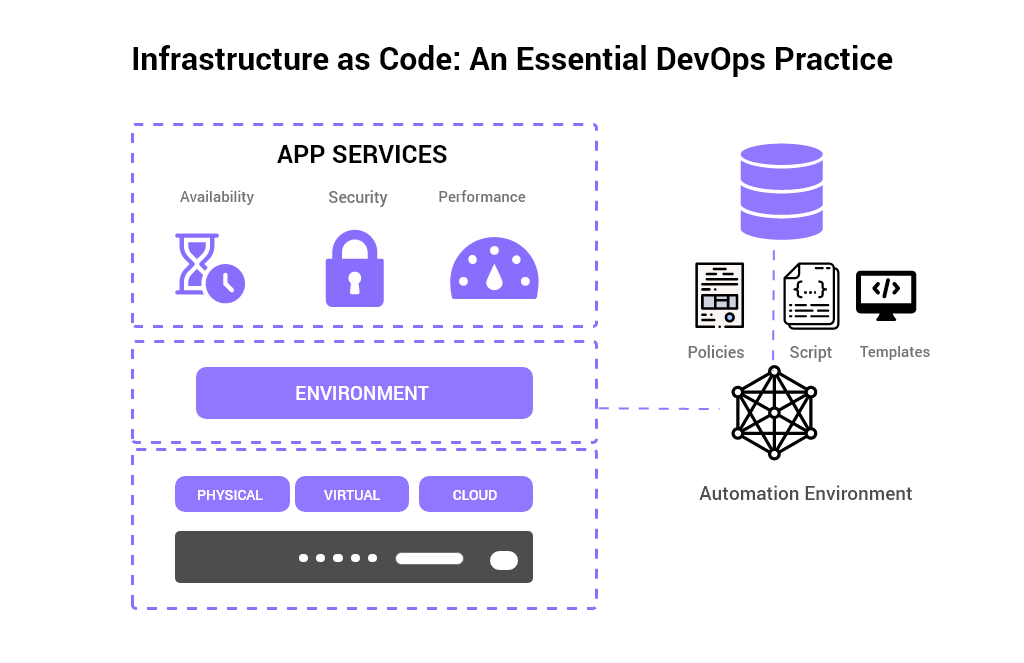 Infrastructure as Code: An Essential DevOps Practice
APP SERVICES
Availability
Security
Performance
ENVIRONMENT
PHYSICAL
VIRTUAL
CLOUD
{...}
</>
Policies
Script
Templates
Automation Environment